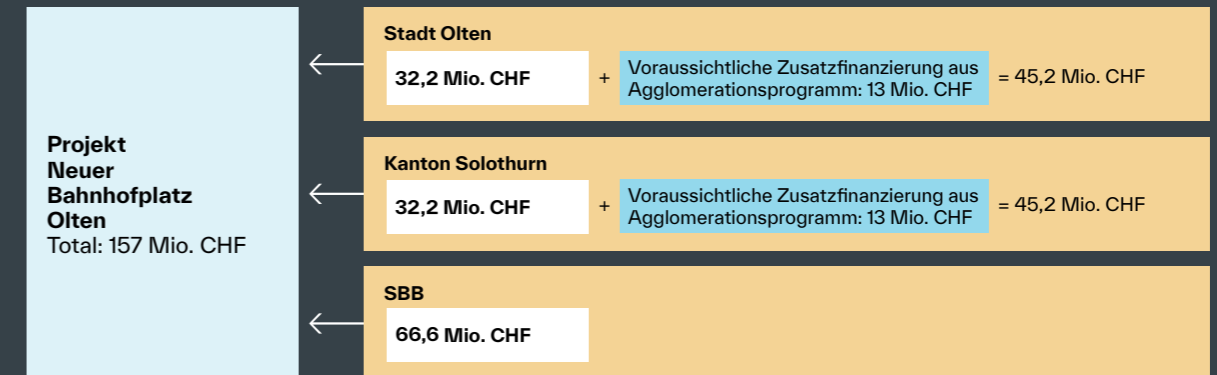 Projekt
Neuer
Bahnhofplatz
Olten
Total: 157 Mio. CHF
Stadt Olten
32,2 Mio. CHF + Voraussichtliche Zusatzfinanzierung aus
Agglomerationsprogramm: 13 Mio. CHF = 45,2 Mio. CHF
Kanton Solothurn
32,2 Mio. CHF + Voraussichtliche Zusatzfinanzierung aus
Agglomerationsprogramm: 13 Mio. CHF = 45,2 Mio. CHF
SBB
66,6 Mio. CHF